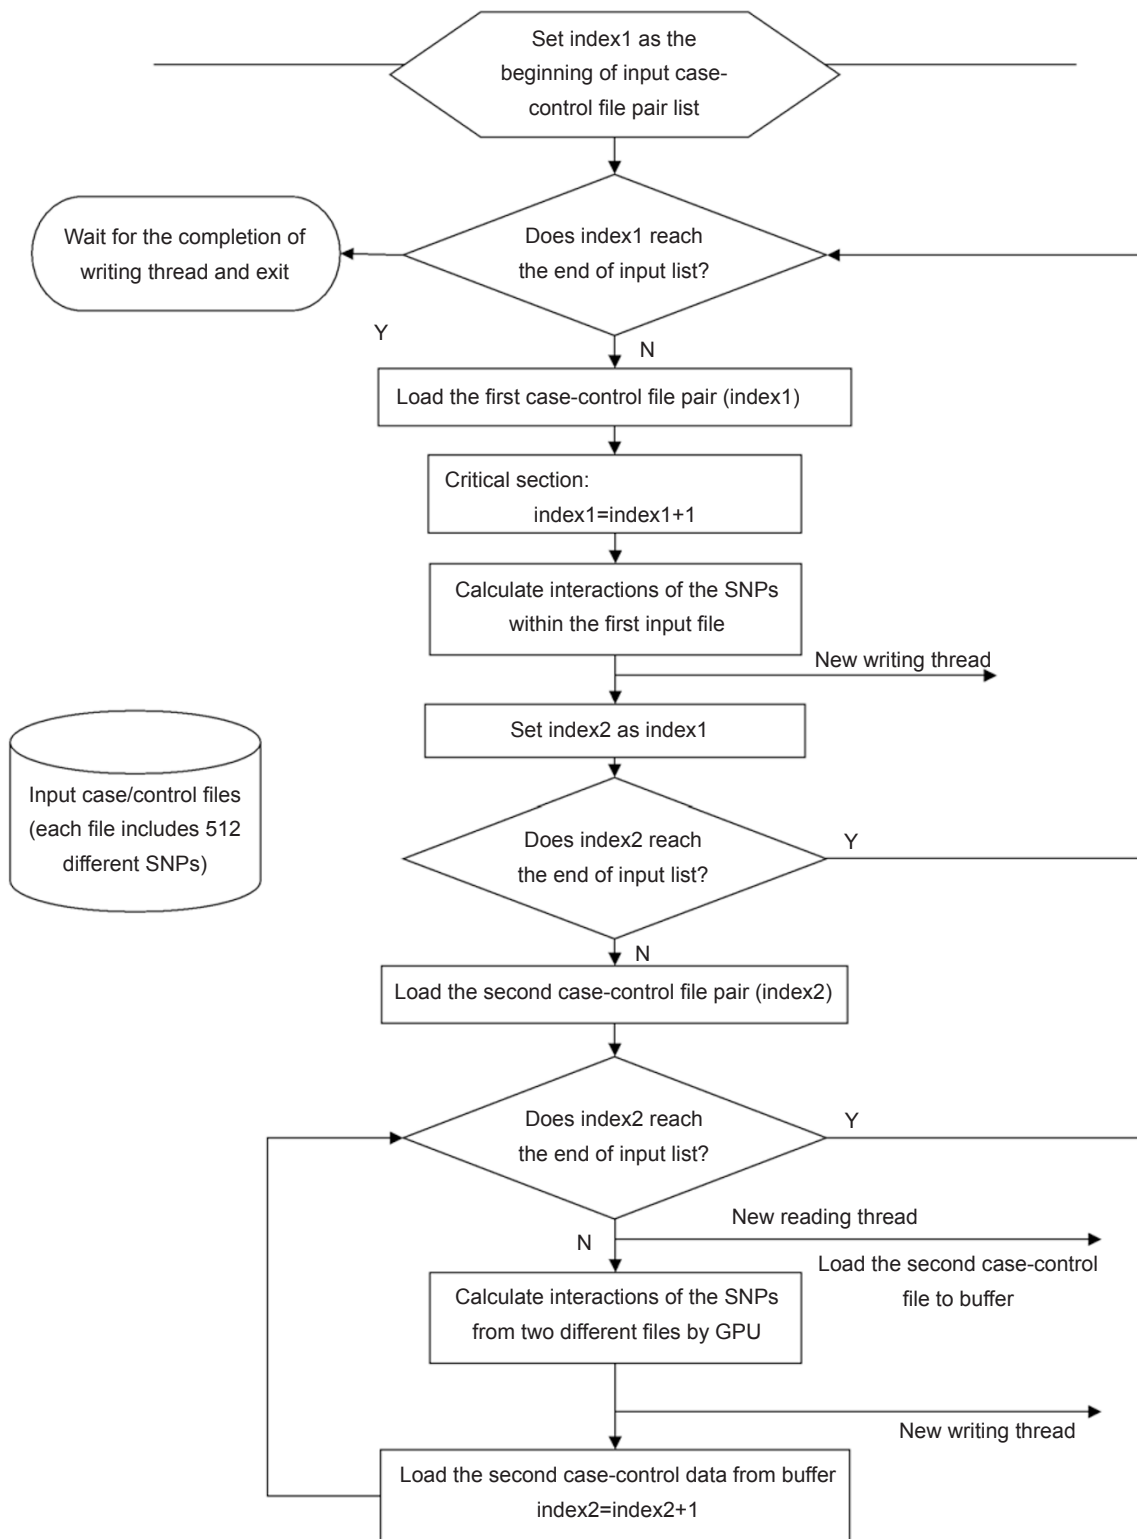 Set index1 as the
beginning of input case-
control file pair list
Does index1 reach
the end of input list?
Wait for the completion of
writing thread and exit
Y
N
Load the first case-control file pair (index1)
Critical section:
index1=index1+1
Calculate interactions of the SNPs
within the first input file
New writing thread
Set index2 as index1
Input case/control files
(each file includes 512
different SNPs)
Does index2 reach
the end of input list?
Y
N
Load the second case-control file pair (index2)
Does index2 reach
the end of input list?
Y
New reading thread
N
Load the second case-control
file to buffer
Calculate interactions of the SNPs
from two different files by GPU
New writing thread
Load the second case-control data from buffer
index2=index2+1